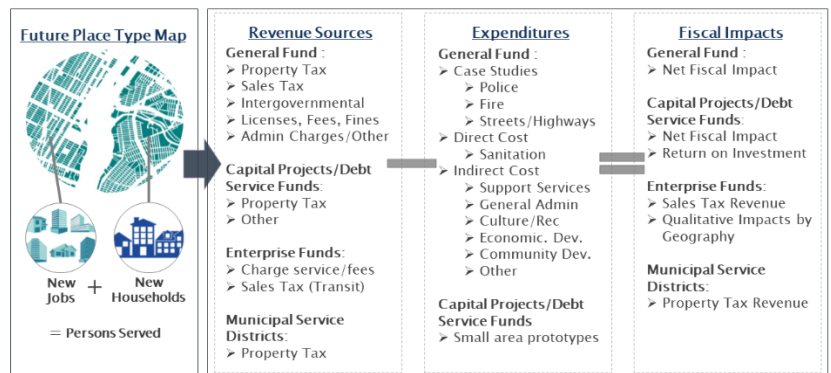 Future Place Type Map
New
Jobs
+
New
Households
= Persons Served
Revenue Sources
General Fund :
➢ Property Tax
➢ Sales Tax
➢ Intergovernmental
➢ Licenses, Fees, Fines
➢ Admin Charges/Other
Capital Projects/Debt
Service Funds:
➢ Property Tax
➢ Other
Enterprise Funds:
➢ Charge service/fees
➢ Sales Tax (Transit)
Municipal Service
Districts:
➢ Property Tax
Expenditures
General Fund :
➢ Case Studies
➢ Police
➢ Fire
➢ Streets/Highways
➢ Direct Cost
➢ Sanitation
➢ Indirect Cost
➢ Support Services
➢ General Admin
➢ Culture/Rec
➢ Economic. Dev.
➢ Community Dev.
➢ Other
Capital Projects/Debt
Service Funds
➢ Small area prototypes
Fiscal Impacts
General Fund :
➢ Net Fiscal Impact
Capital Projects/Debt
Service Funds:
➢ Net Fiscal Impact
➢ Return on Investment
Enterprise Funds:
➢ Sales Tax Revenue
➢ Qualitative Impacts by
Geography
Municipal Service
Districts:
➢ Property Tax Revenue